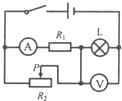 A R₁ L
P
R₂ V